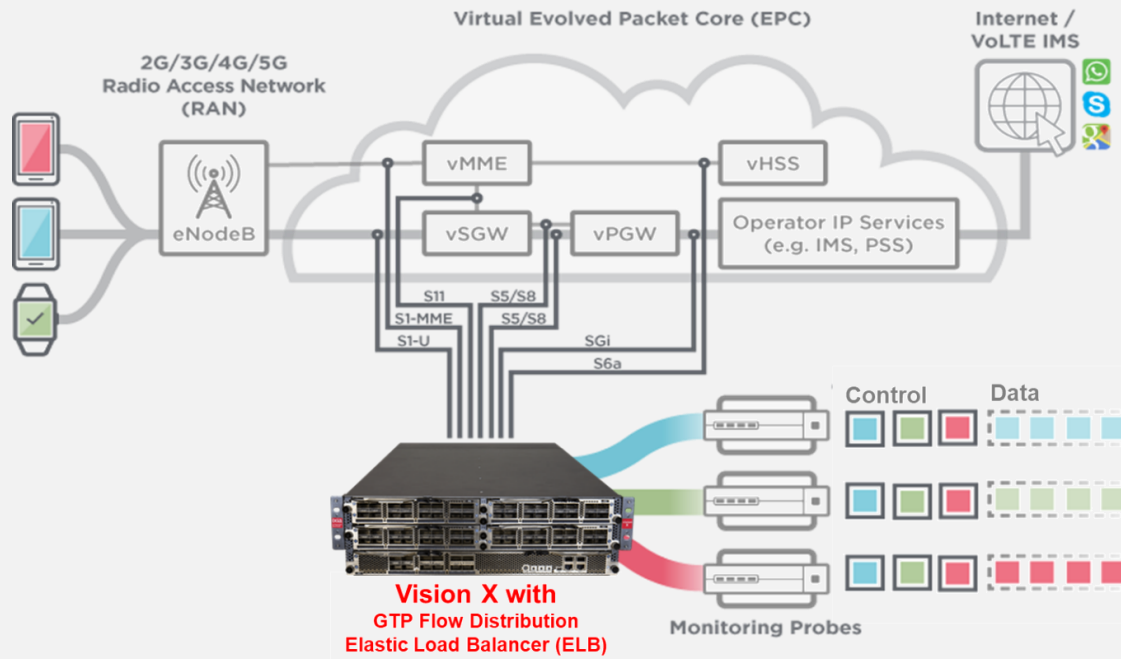 Virtual Evolved Packet Core (EPC)
Internet /
VoLTE IMS
2G/3G/4G/5G
Radio Access Network
(RAN)
eNodeB
vMME
vHSS
vSGW
vPGW
Operator IP Services
(e.g. IMS, PSS)
S11
S5/S8
S1-MME
S5/S8
S1-U
SGi
S6a
Control
Data
Vision X with
GTP Flow Distribution
Elastic Load Balancer (ELB)
Monitoring Probes